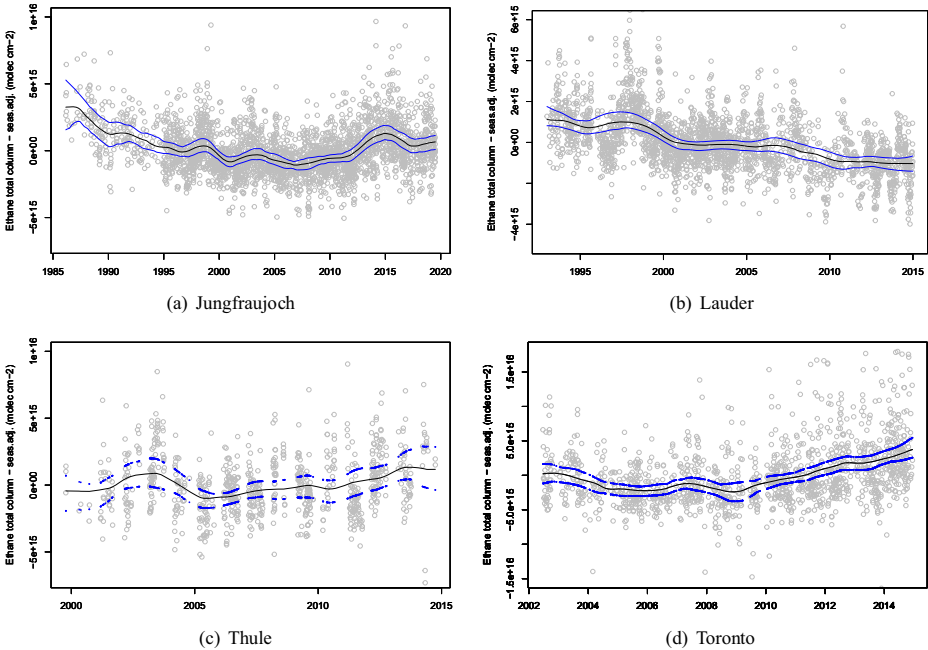 Ethane total column − seas.adj. (molec cm−2)
1e+16
5e+15
0e+00
−5e+15
1985 1990 1995 2000 2005 2010 2015 2020
(a) Jungfraujoch
Ethane total column − seas.adj. (molec cm−2)
6e+15
4e+15
2e+15
0e+00
−4e+15
1995 2000 2005 2010 2015
(b) Lauder
Ethane total column − seas.adj. (molec cm−2)
1e+16
5e+15
0e+00
−5e+15
2000 2005 2010 2015
(c) Thule
Ethane total column − seas.adj. (molec cm−2)
1.5e+16
5.0e+15
−5.0e+15
−1.5e+16
2002 2004 2006 2008 2010 2012 2014
(d) Toronto